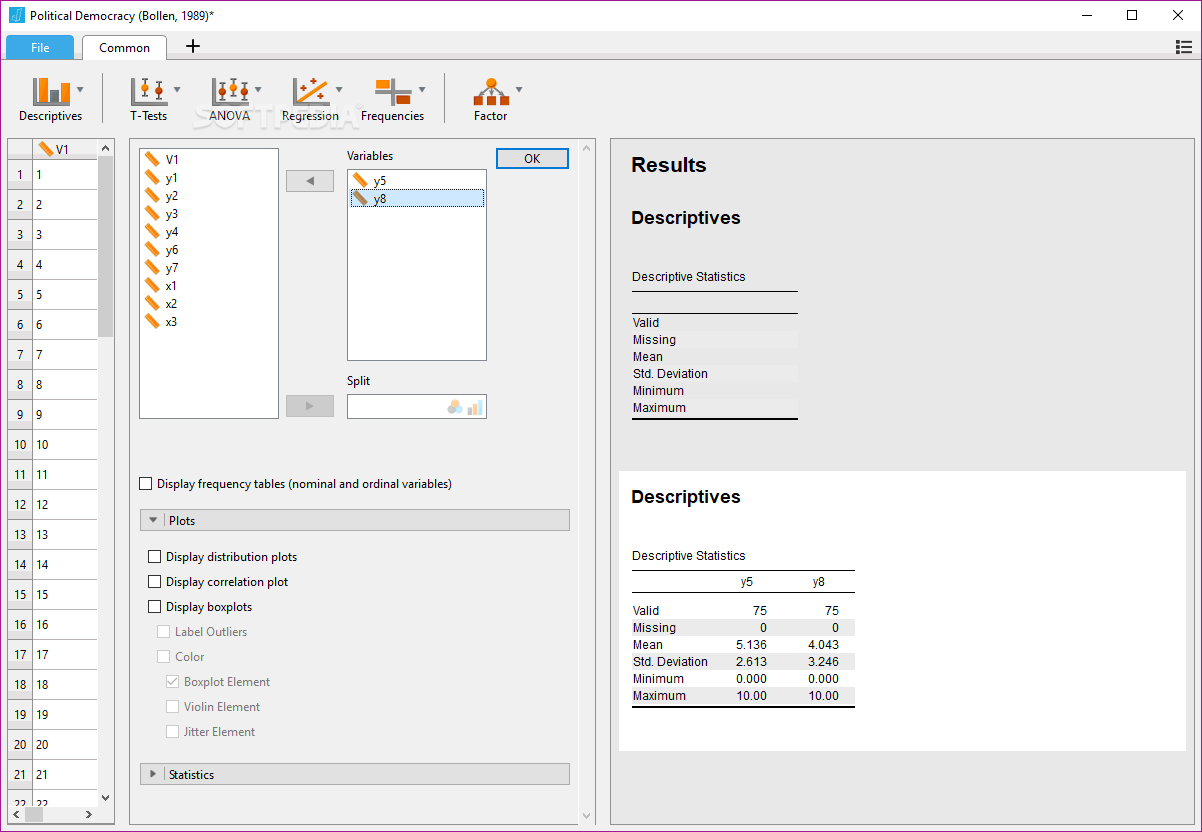 Political Democracy (Bollen, 1989)*
File
Common
+
Descriptives
T-Tests
ANOVA
Regression
Frequencies
Factor
SOFTPEDIA
V1
1 1
2 2
3 3
4 4
5 5
6 6
7 7
8 8
9 9
10 10
11 11
12 12
13 13
14 14
15 15
16 16
17 17
18 18
19 19
20 20
21 21
22 22
V1
y1
y2
y3
y4
y6
y7
x1
x2
x3
Variables
y5
y8
OK
Split
Display frequency tables (nominal and ordinal variables)
Plots
Display distribution plots
Display correlation plot
Display boxplots
Label Outliers
Color
Boxplot Element
Violin Element
Jitter Element
Statistics
Results
Descriptives
Descriptive Statistics
Valid
Missing
Mean
Std. Deviation
Minimum
Maximum
Descriptives
Descriptive Statistics
y5 y8
Valid 75 75
Missing 0 0
Mean 5.136 4.043
Std. Deviation 2.613 3.246
Minimum 0.000 0.000
Maximum 10.00 10.00